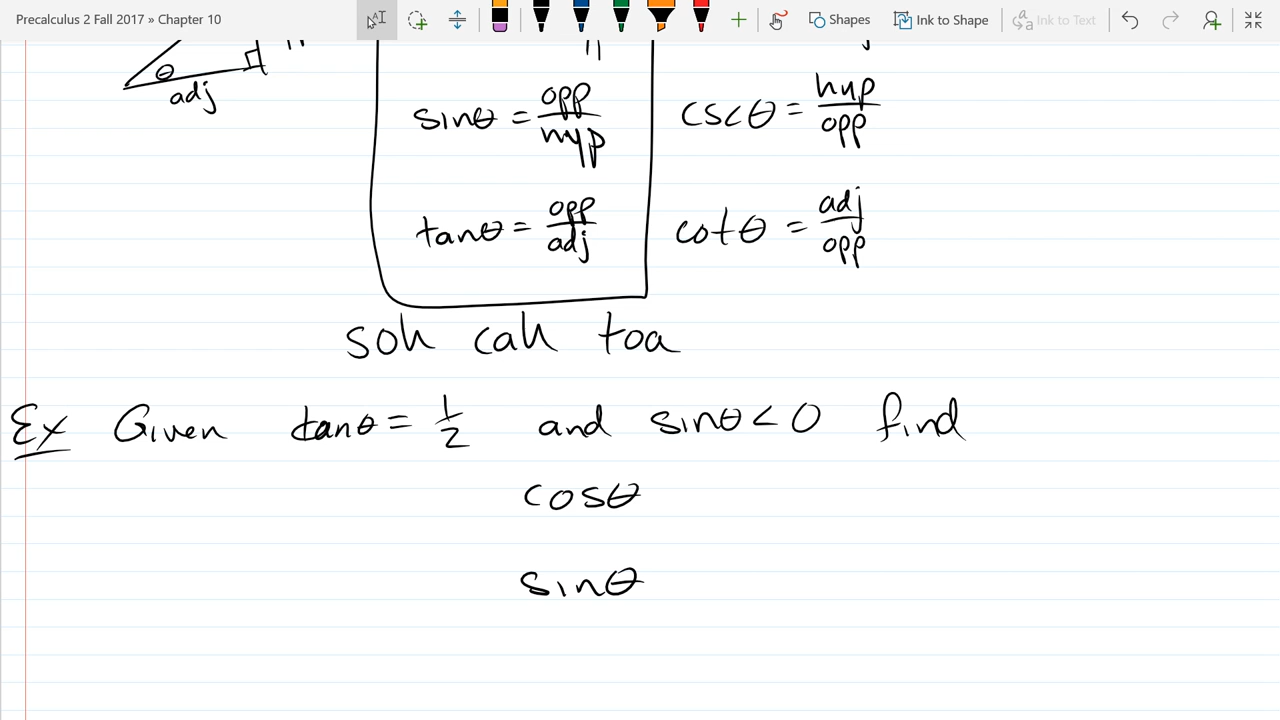 Precalculus 2 Fall 2017 » Chapter 10
Shapes
Ink to Shape
Ink to Text
θ
adj
sinθ = opp/hyp
cscθ = hyp/opp
tanθ = opp/adj
cotθ = adj/opp
soh cah toa
Ex Given tanθ = 1/2 and sinθ < 0 find
cosθ
sinθ